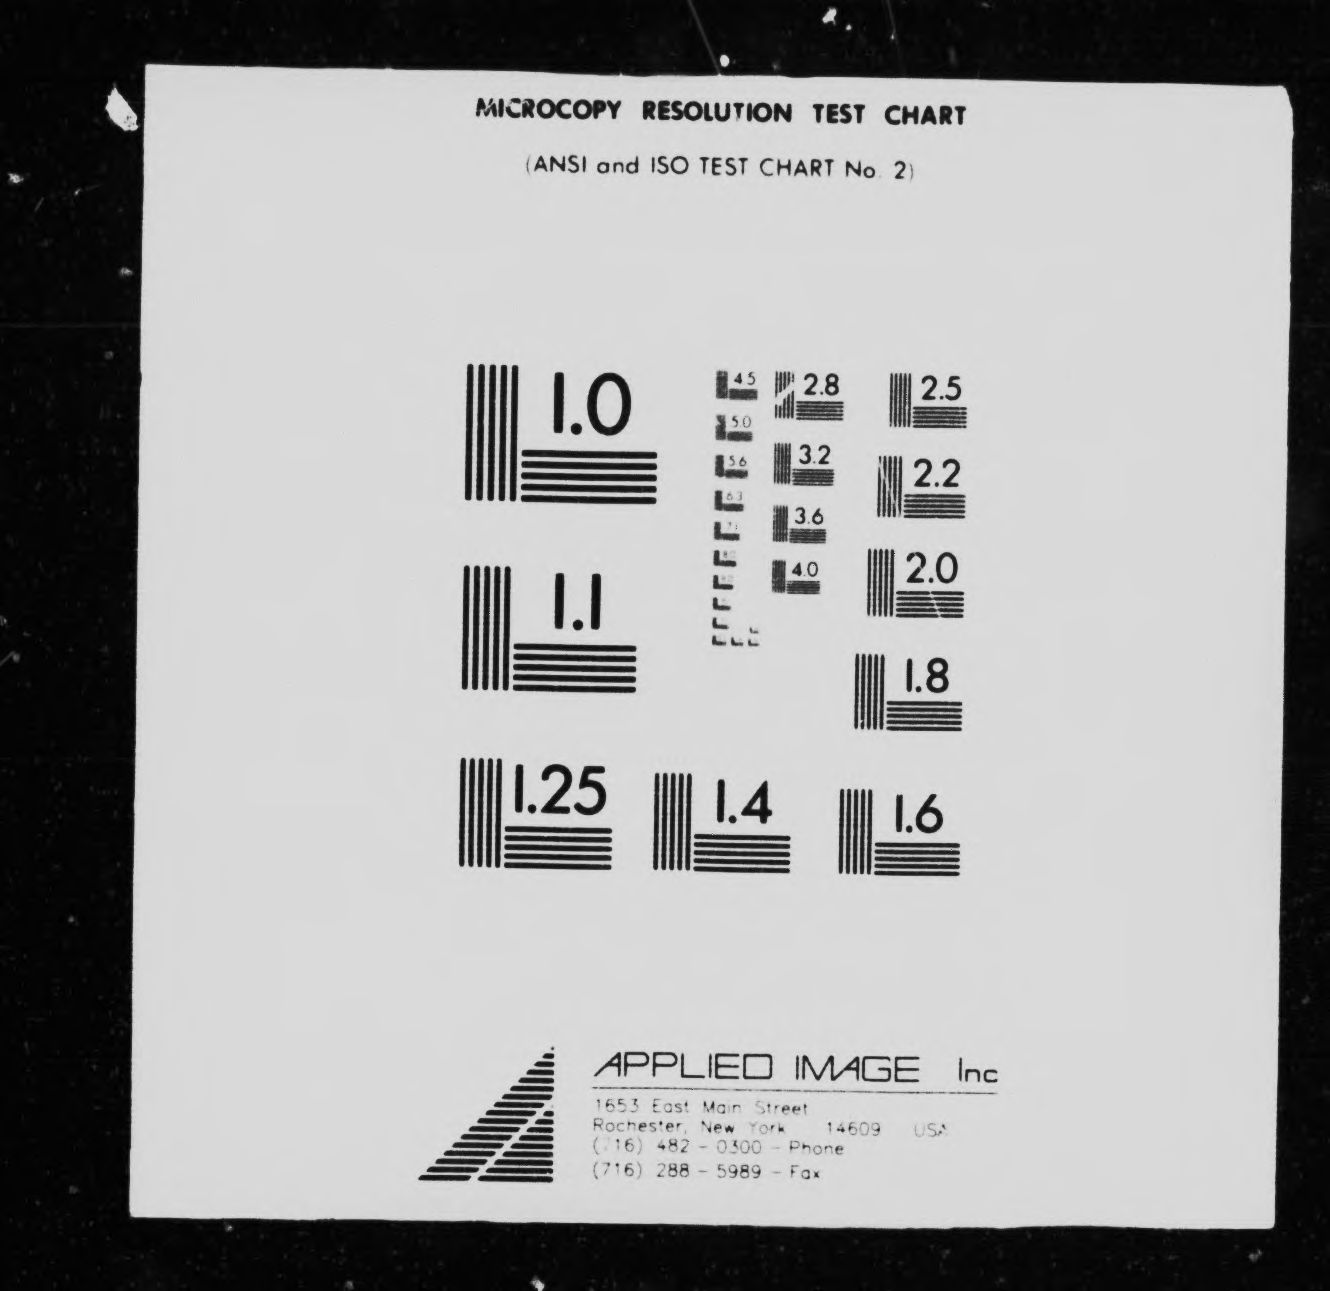 MICROCOPY RESOLUTION TEST CHART
(ANSI and ISO TEST CHART No. 2)
1.0
4.5
2.8
2.5
5.0
3.2
2.2
5.6
6.3
3.6
4.0
2.0
1.1
1.8
1.25
1.4
1.6
APPLIED IMAGE Inc
1653 East Main Street
Rochester, New York 14609 USA
(716) 482 - 0300 - Phone
(716) 288 - 5989 - Fax